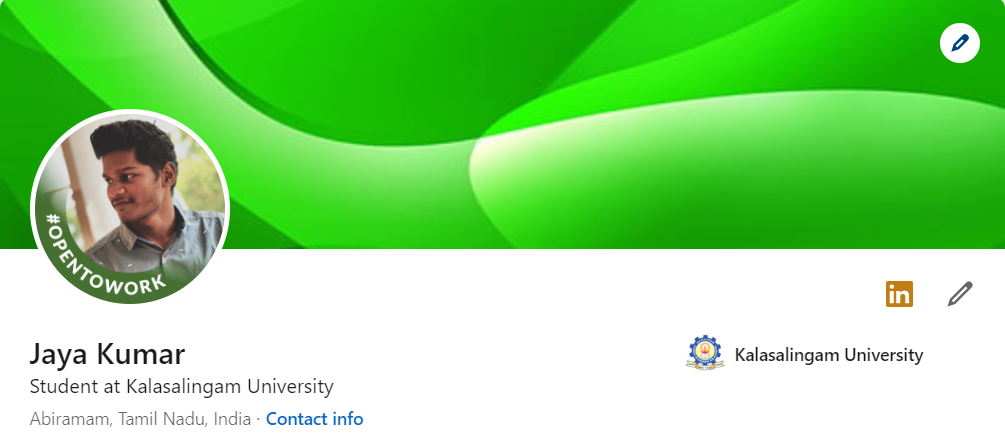 #OPENTOWORK
in
Jaya Kumar
Kalasalingam University
Student at Kalasalingam University
Abiramam, Tamil Nadu, India · Contact info